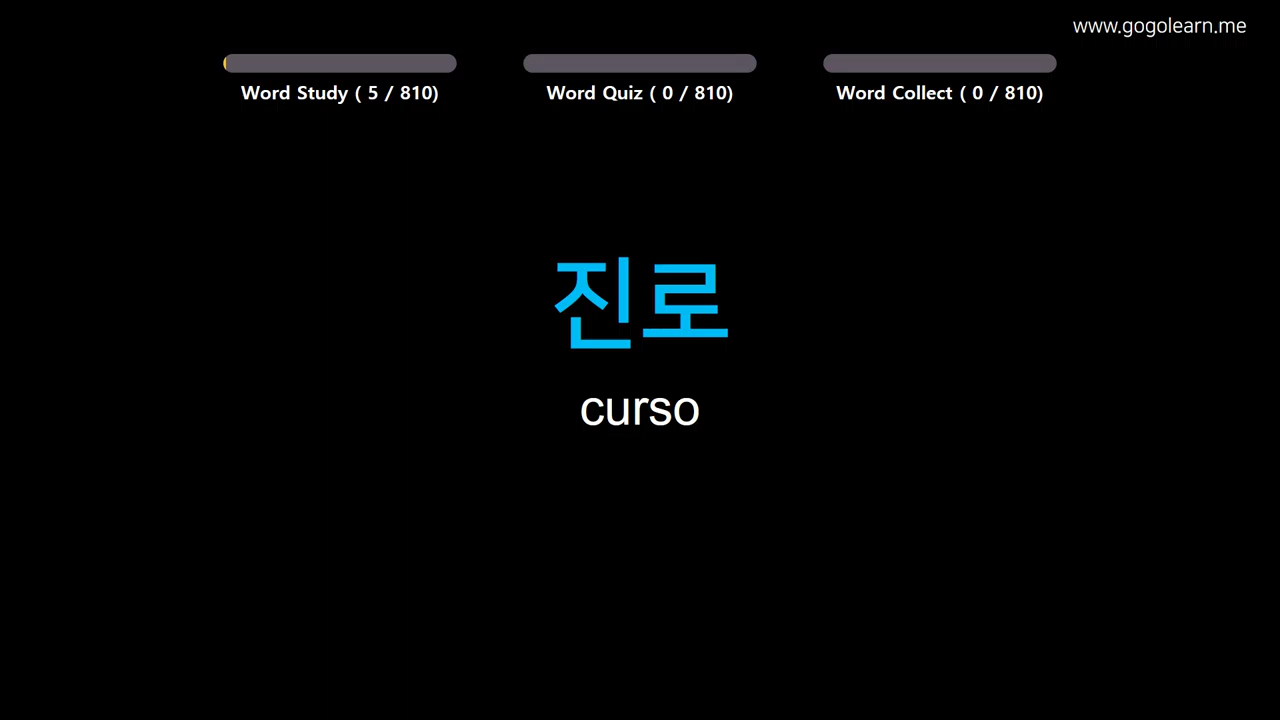 www.gogolearn.me
Word Study ( 5 / 810)
Word Quiz ( 0 / 810)
Word Collect ( 0 / 810)
진로
curso